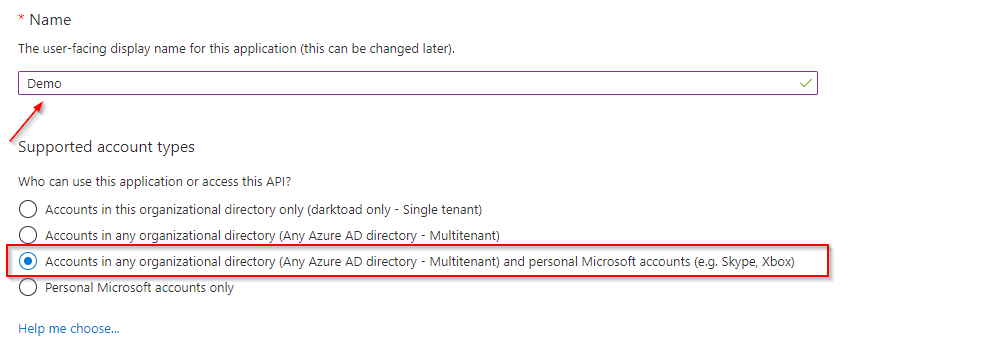 * Name
The user-facing display name for this application (this can be changed later).
Demo
Supported account types
Who can use this application or access this API?
Accounts in this organizational directory only (darktoad only - Single tenant)
Accounts in any organizational directory (Any Azure AD directory - Multitenant)
Accounts in any organizational directory (Any Azure AD directory - Multitenant) and personal Microsoft accounts (e.g. Skype, Xbox)
Personal Microsoft accounts only
Help me choose...